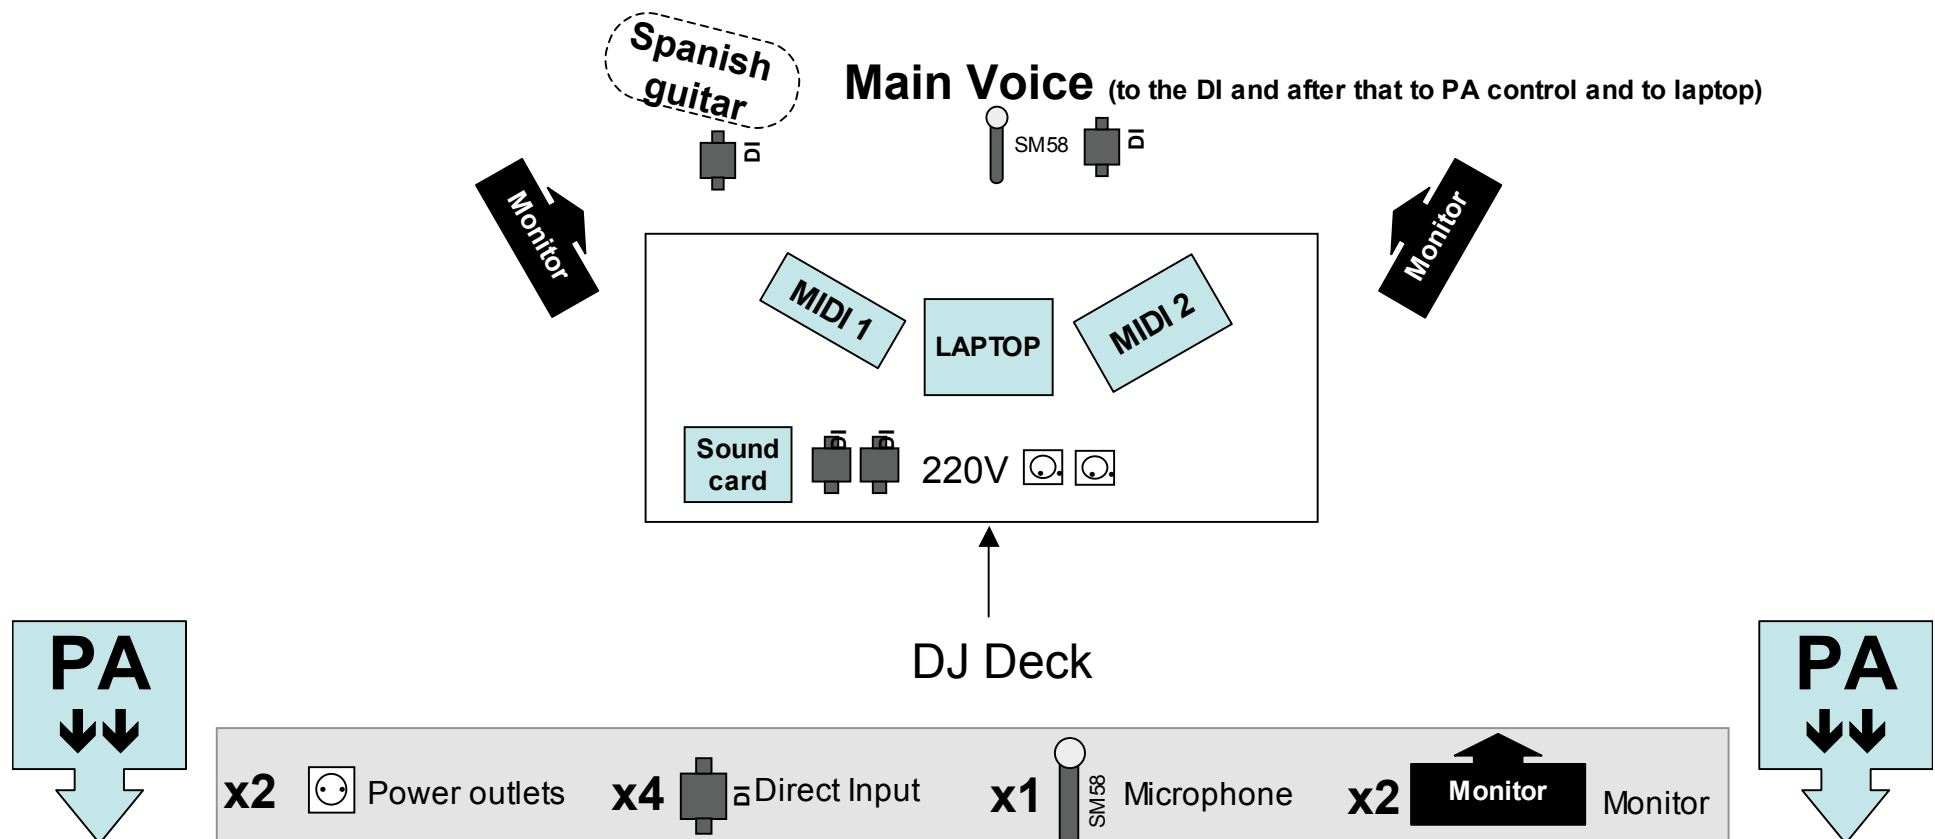 Spanish
guitar
Main Voice (to the DI and after that to PA control and to laptop)
DI
SM58
DI
Monitor
Monitor
MIDI 1
LAPTOP
MIDI 2
Sound
card
DI
DI
220V
DJ Deck
PA
PA
x2 Power outlets
x4 DI Direct Input
x1 SM58 Microphone
x2 Monitor Monitor